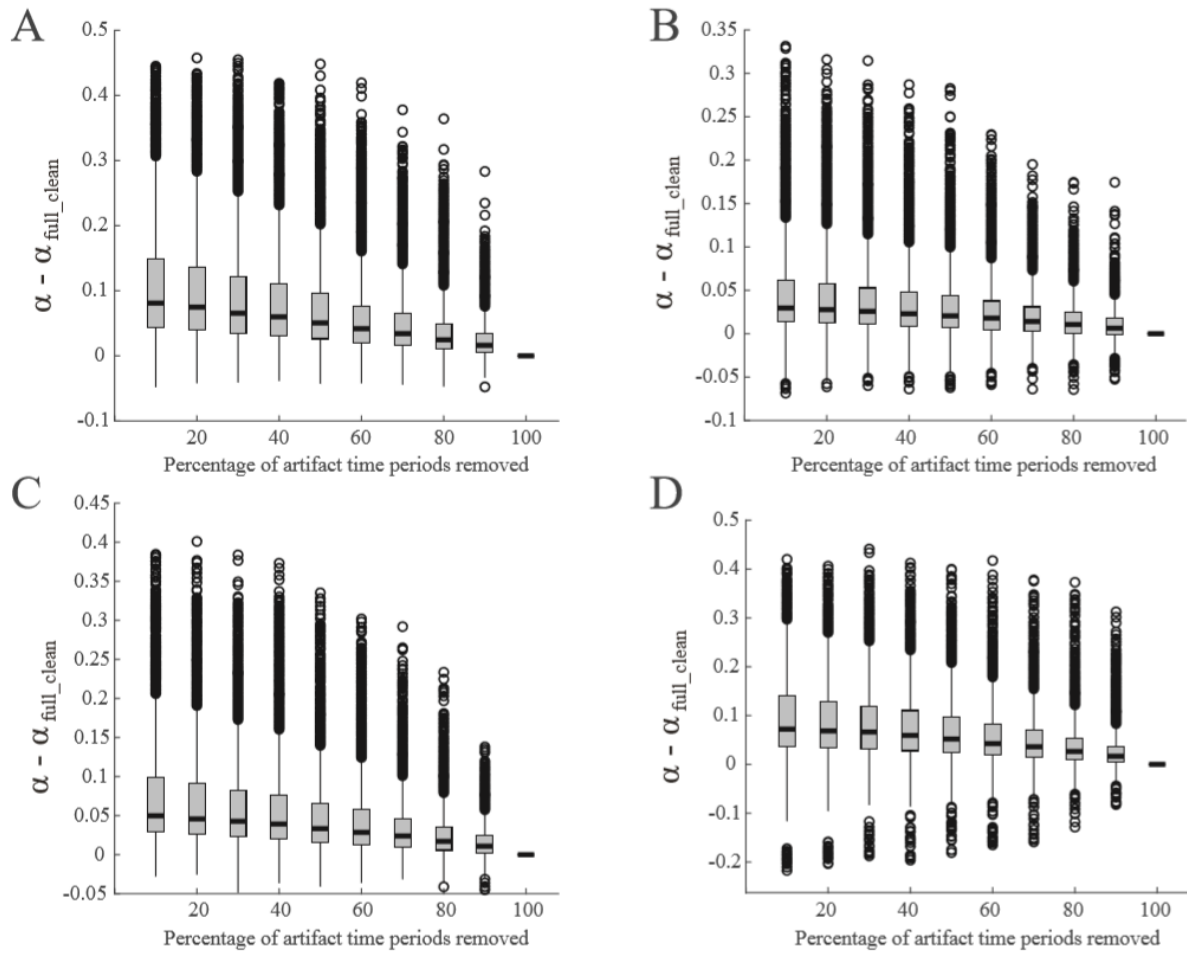 A
0.5
0.4
0.3
0.2
0.1
0
-0.1
α - α full_clean
20 40 60 80 100
Percentage of artifact time periods removed
B
0.35
0.3
0.25
0.2
0.15
0.1
0.05
0
-0.05
-0.1
α - α full_clean
20 40 60 80 100
Percentage of artifact time periods removed
C
0.45
0.4
0.35
0.3
0.25
0.2
0.15
0.1
0.05
0
-0.05
α - α full_clean
20 40 60 80 100
Percentage of artifact time periods removed
D
0.5
0.4
0.3
0.2
0.1
0
-0.1
-0.2
α - α full_clean
20 40 60 80 100
Percentage of artifact time periods removed